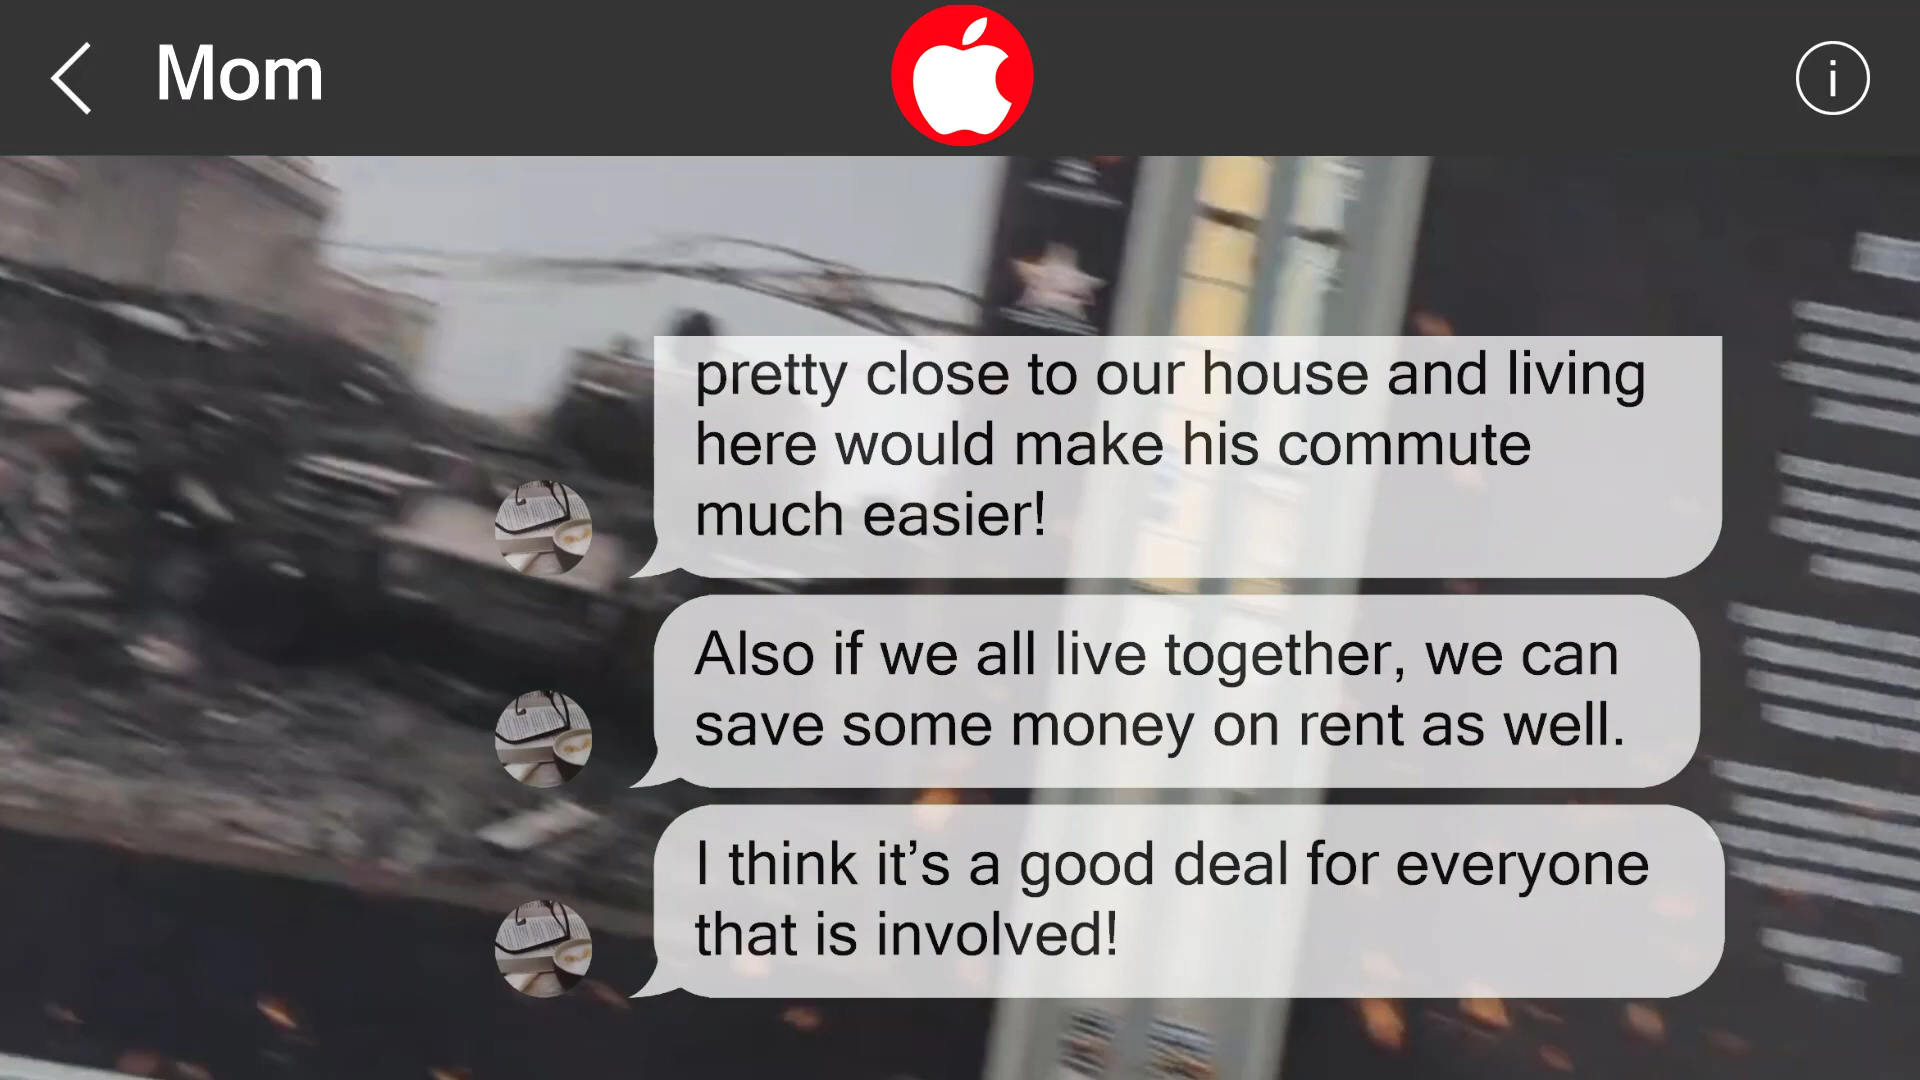 Mom
pretty close to our house and living
here would make his commute
much easier!
Also if we all live together, we can
save some money on rent as well.
I think it’s a good deal for everyone
that is involved!